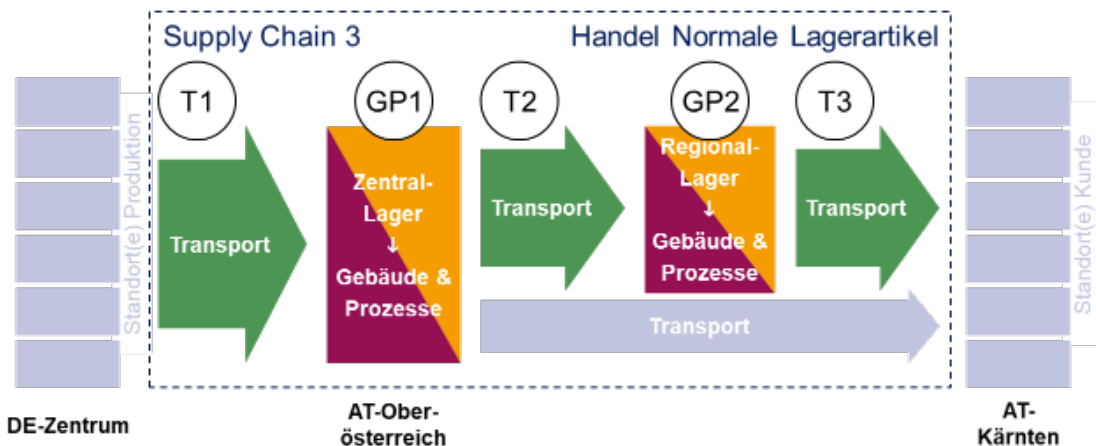 Supply Chain 3
Handel Normale Lagerartikel
T1
GP1
T2
GP2
T3
Standort(e) Produktion
Transport
Zentral-
Lager
↓
Gebäude &
Prozesse
Transport
Regional-
Lager
↓
Gebäude &
Prozesse
Transport
Transport
Standort(e) Kunde
DE-Zentrum
AT-Ober-
österreich
AT-
Kärnten